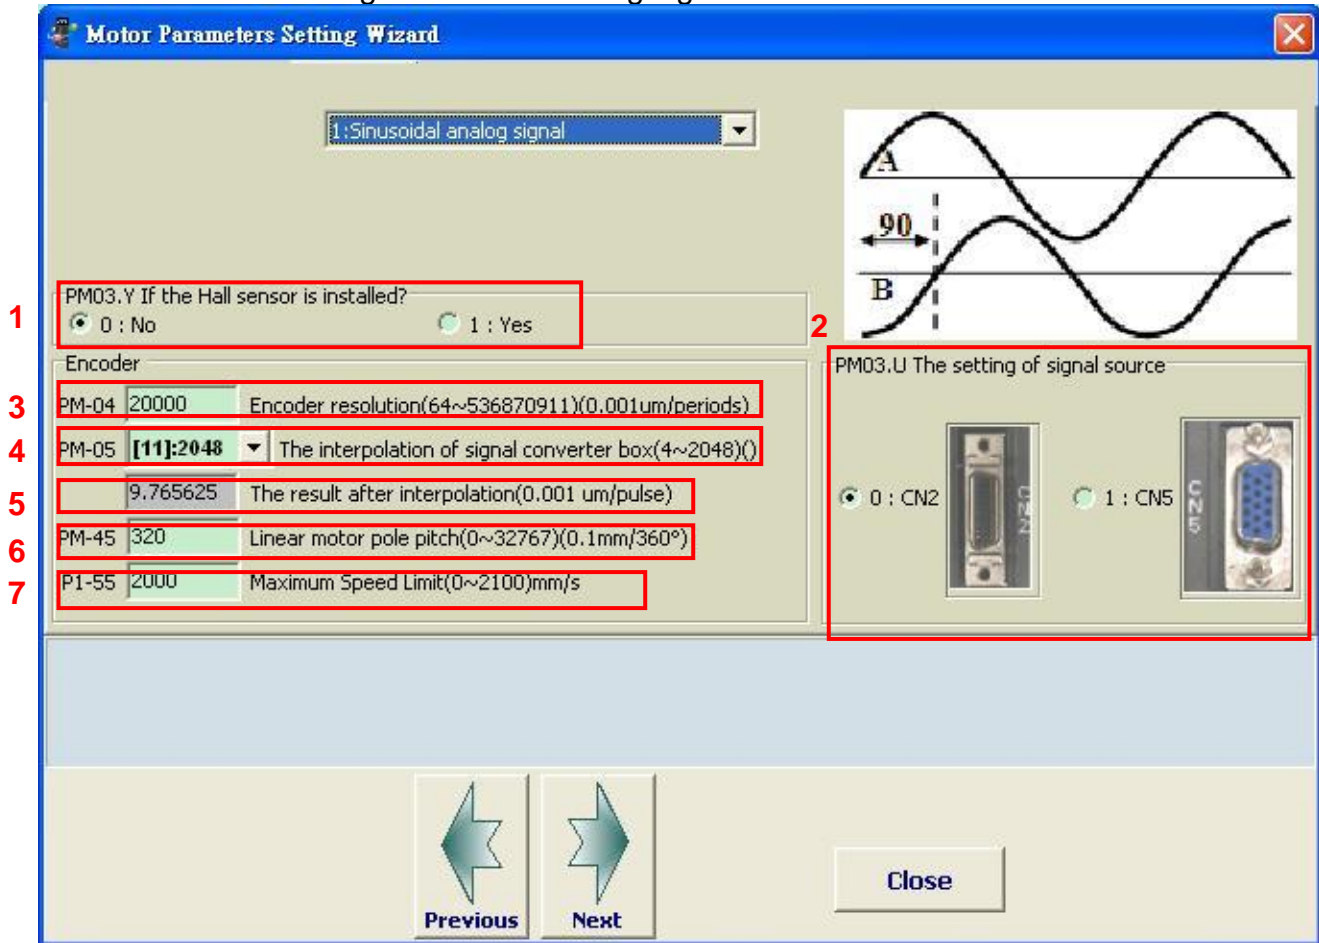 Motor Parameters Setting Wizard
1:Sinusoidal analog signal
A
90
B
1
PM03.Y If the Hall sensor is installed?
0 : No
1 : Yes
2
Encoder
PM03.U The setting of signal source
3
PM-04 20000 Encoder resolution(64~536870911)(0.001um/periods)
4
PM-05 [11]:2048 The interpolation of signal converter box(4~2048)()
5
9.765625 The result after interpolation(0.001 um/pulse)
0 : CN2
CN2
1 : CN5
CN5
6
PM-45 320 Linear motor pole pitch(0~32767)(0.1mm/360°)
7
P1-55 2000 Maximum Speed Limit(0~2100)mm/s
Previous
Next
Close